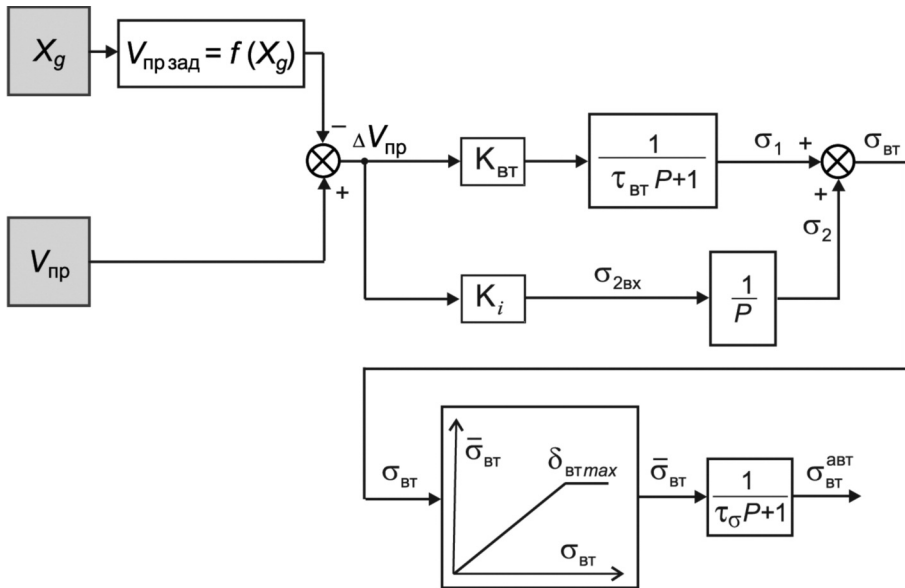 X_g
V_пр зад = f (X_g)
−
ΔV_пр
+
V_пр
K_вт
1
τ_вт P+1
σ_1
+
σ_вт
+
σ_2
K_i
σ_2вх
1
P
σ_вт
σ̄_вт
δ_вт max
σ_вт
σ̄_вт
1
τ_σ P+1
σ_вт^авт